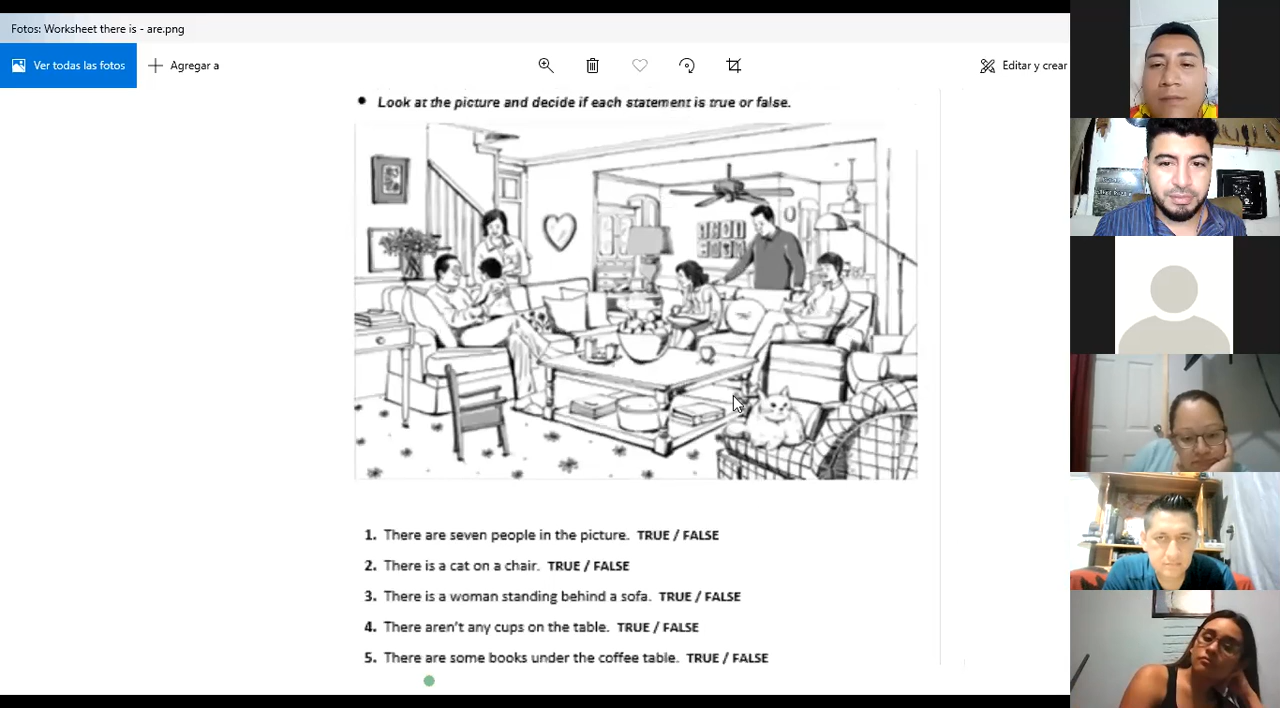 Fotos: Worksheet there is - are.png
Ver todas las fotos
Agregar a
Editar y crear
• Look at the picture and decide if each statement is true or false.
1. There are seven people in the picture. TRUE / FALSE
2. There is a cat on a chair. TRUE / FALSE
3. There is a woman standing behind a sofa. TRUE / FALSE
4. There aren't any cups on the table. TRUE / FALSE
5. There are some books under the coffee table. TRUE / FALSE